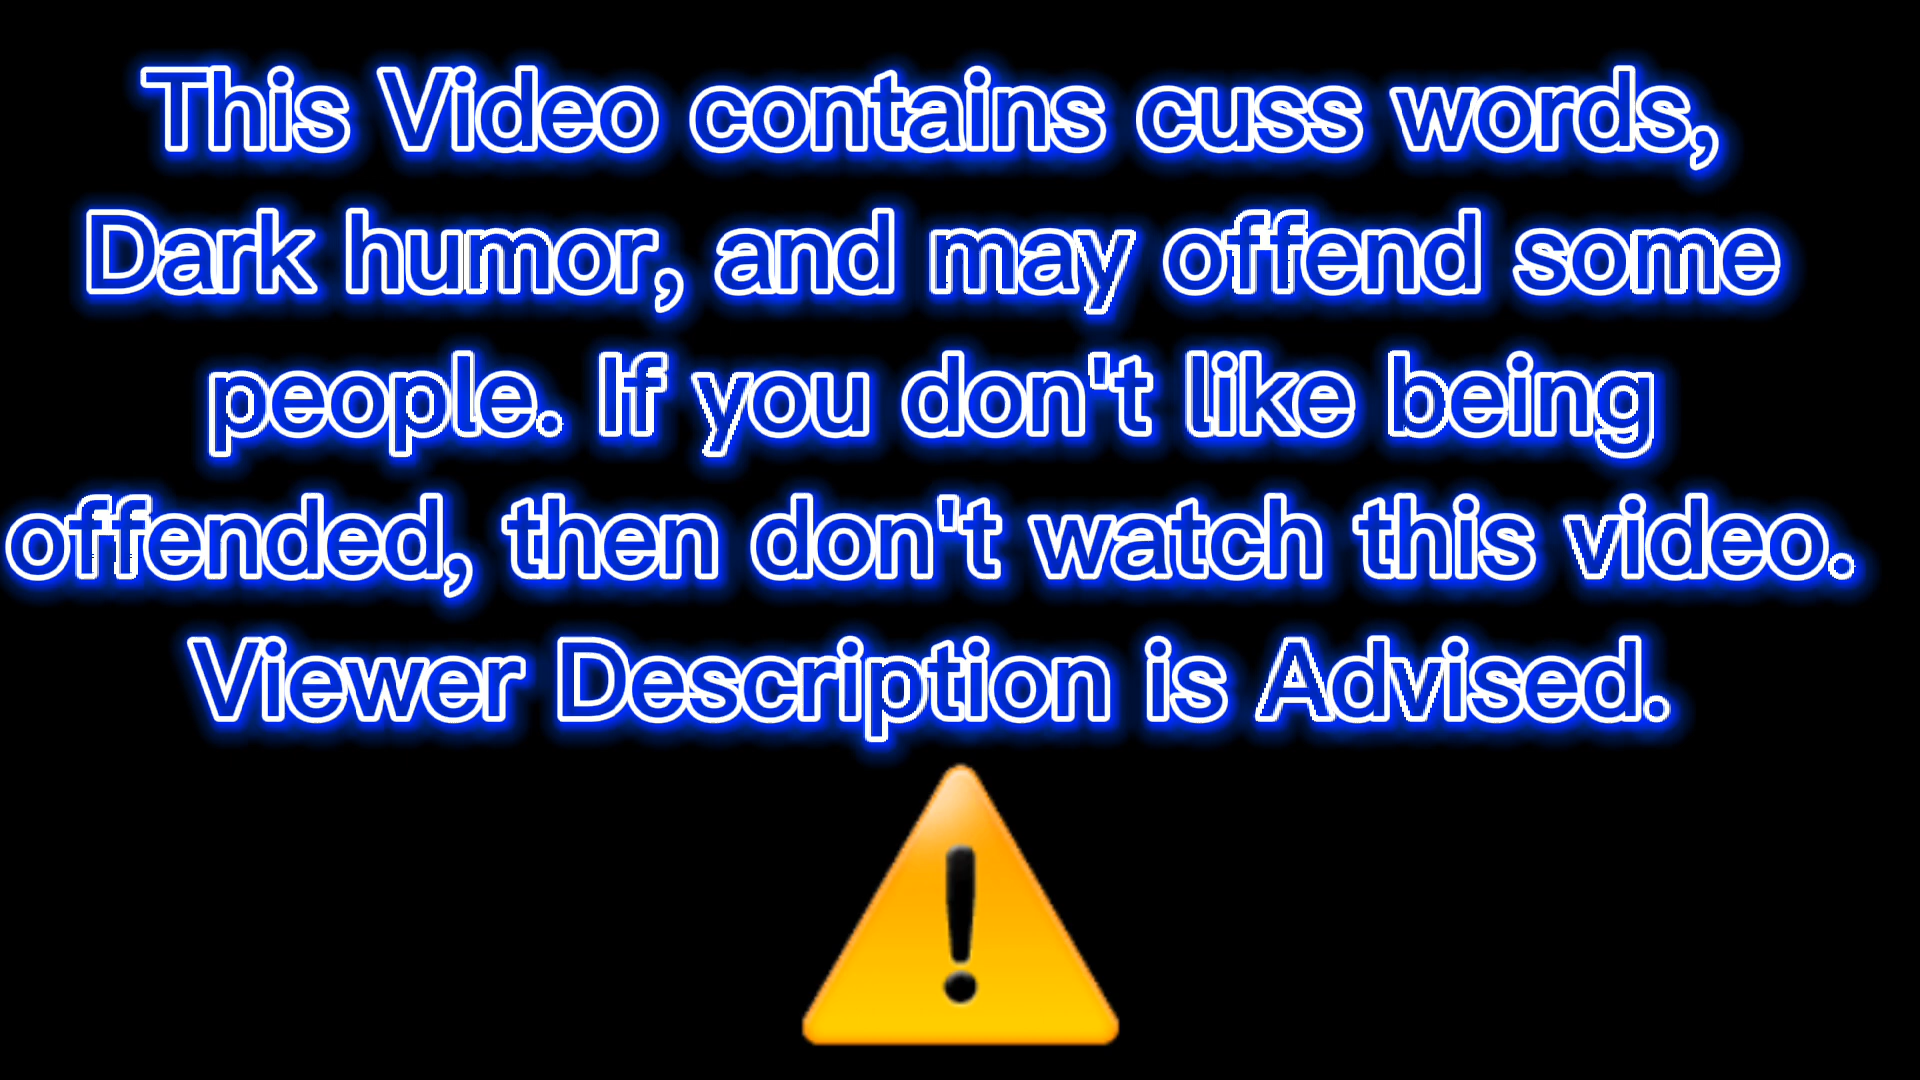 This Video contains cuss words,
Dark humor, and may offend some
people. If you don't like being
offended, then don't watch this video.
Viewer Description is Advised.